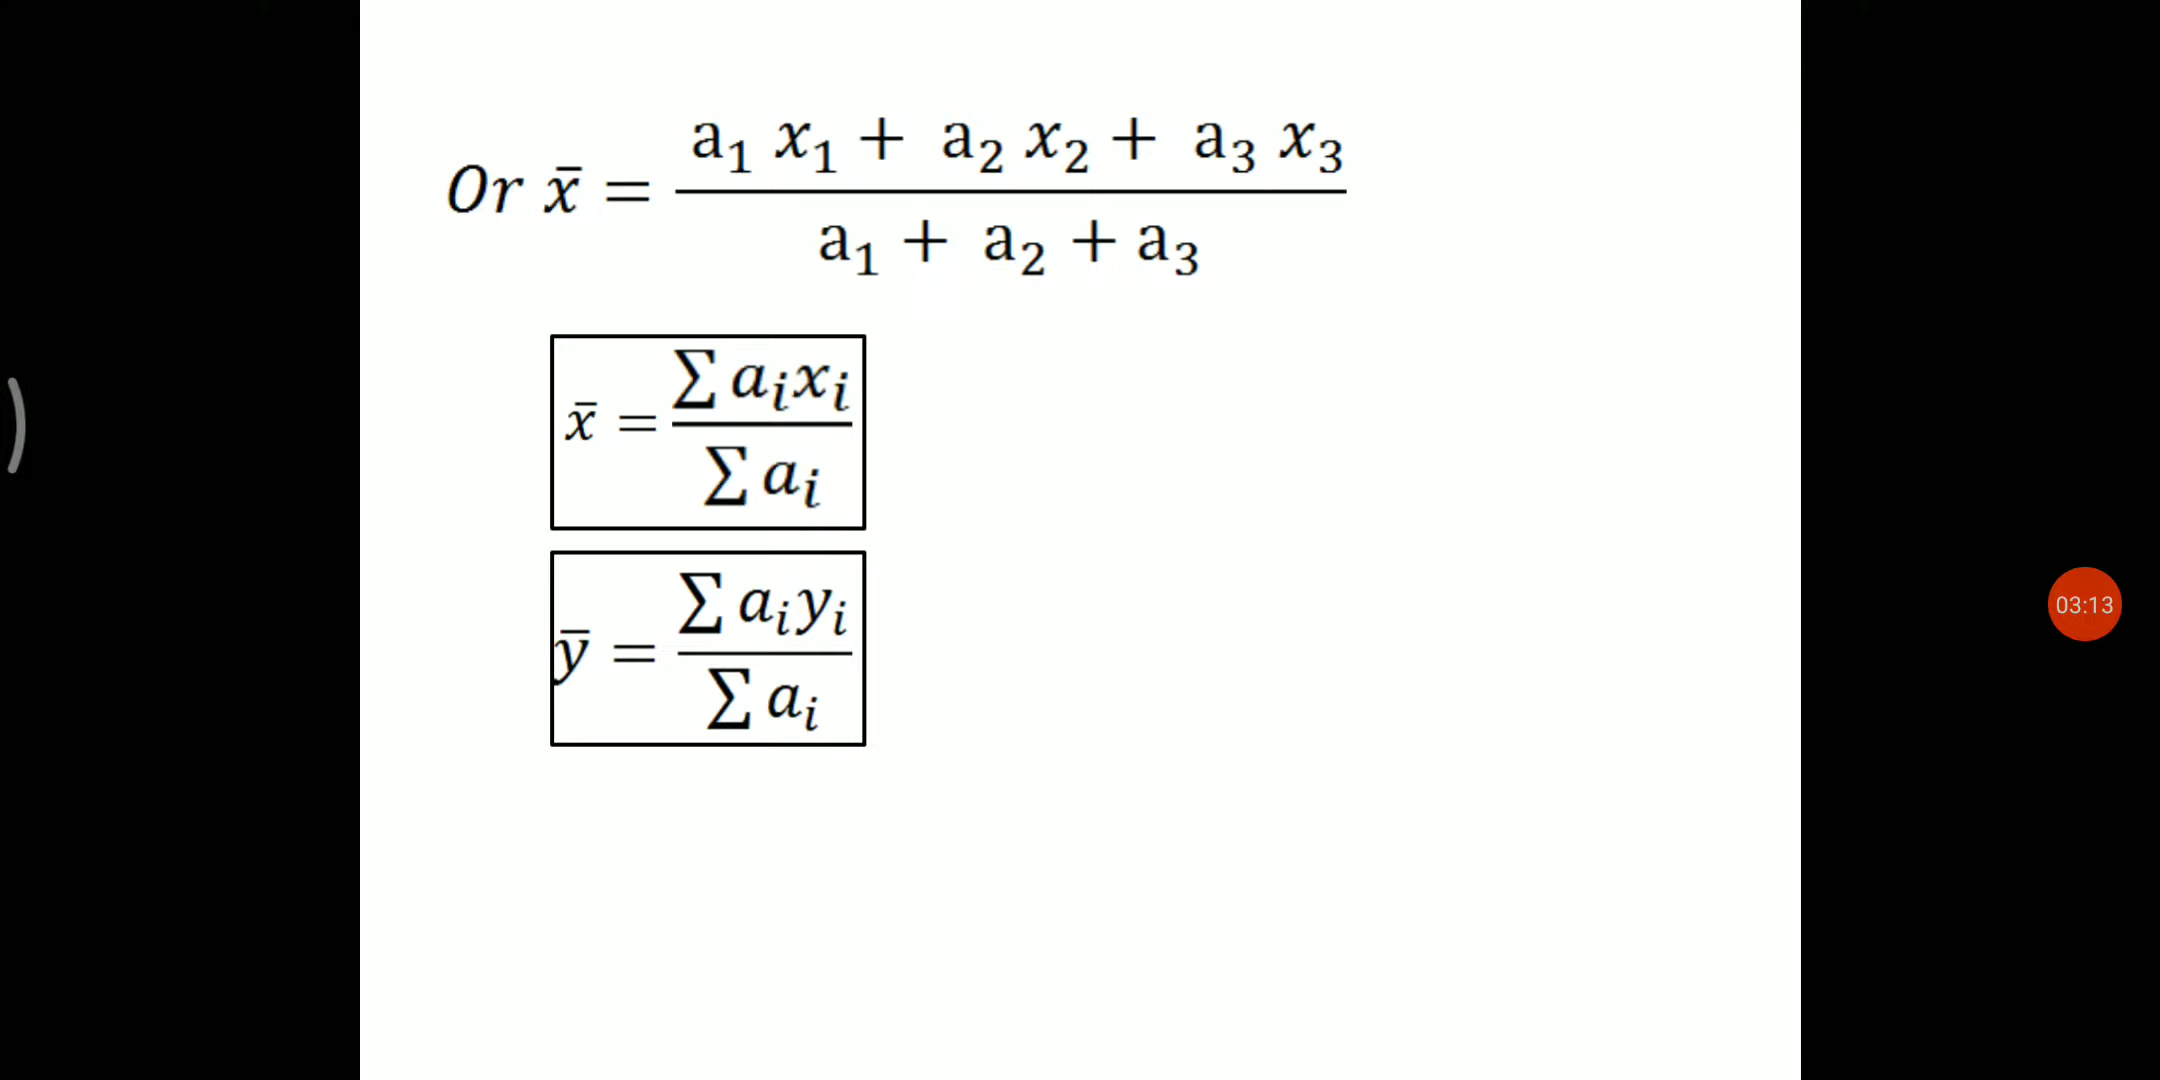 Or x̄ = (a₁ x₁ + a₂ x₂ + a₃ x₃) / (a₁ + a₂ + a₃)
x̄ = ∑ aᵢxᵢ / ∑ aᵢ
ȳ = ∑ aᵢyᵢ / ∑ aᵢ
03:13